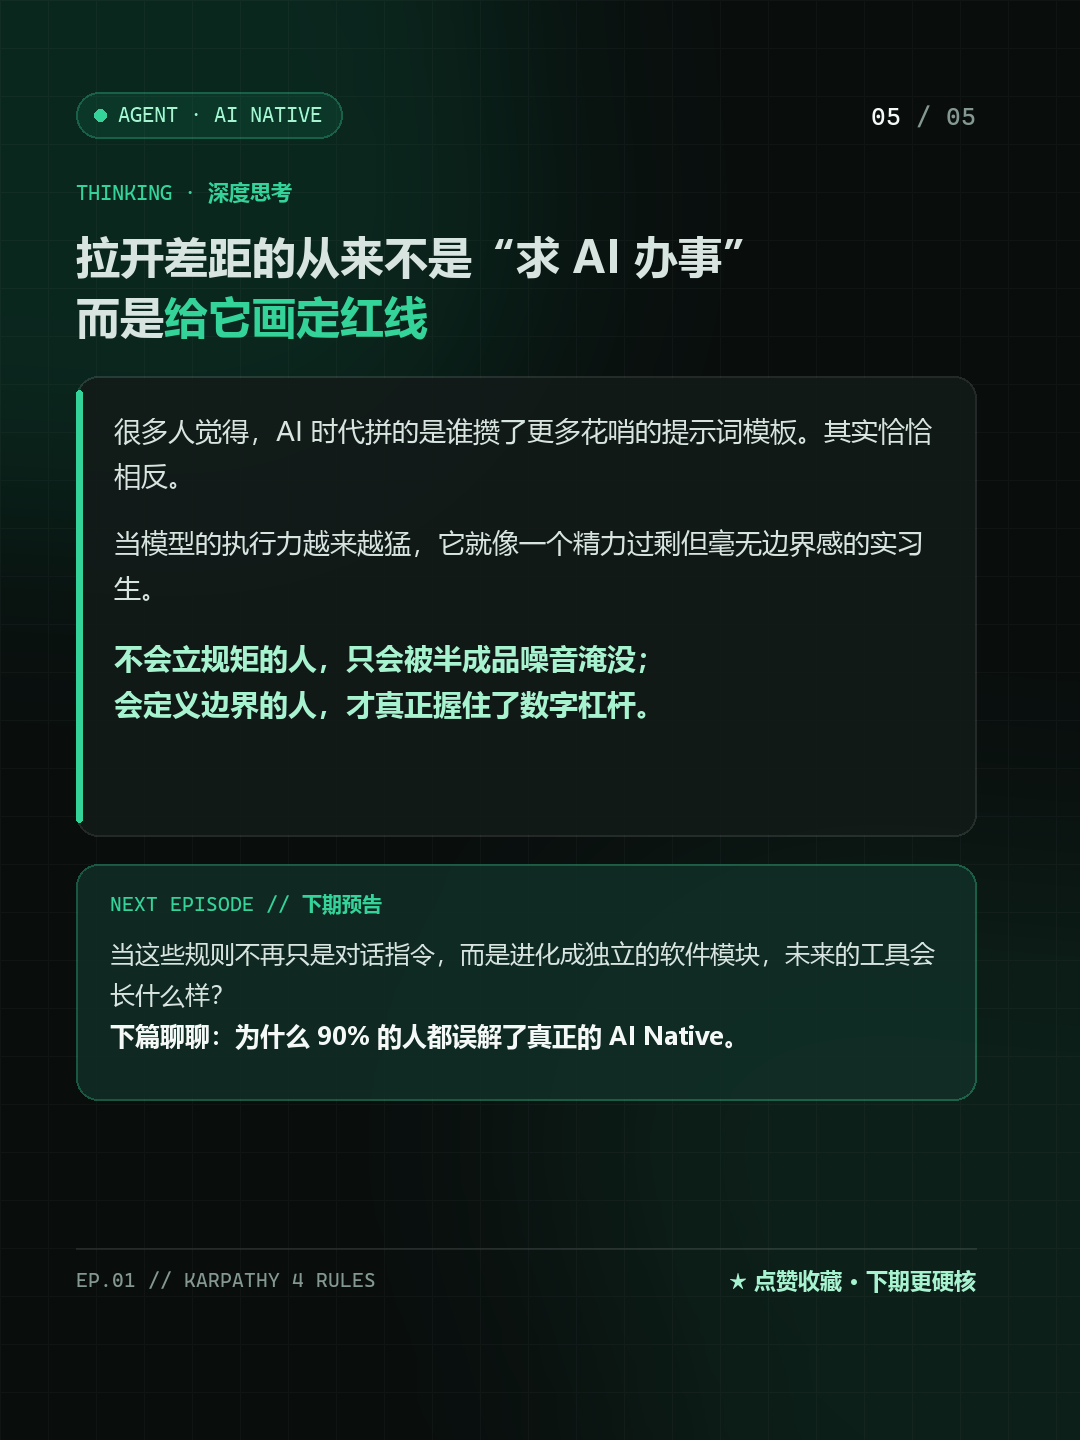 AGENT · AI NATIVE
05 / 05
THINKING · 深度思考
拉开差距的从来不是“求 AI 办事”
而是给它画定红线
很多人觉得，AI 时代拼的是谁攒了更多花哨的提示词模板。其实恰恰
相反。
当模型的执行力越来越猛，它就像一个精力过剩但毫无边界感的实习
生。
不会立规矩的人，只会被半成品噪音淹没；
会定义边界的人，才真正握住了数字杠杆。
NEXT EPISODE // 下期预告
当这些规则不再只是对话指令，而是进化成独立的软件模块，未来的工具会
长什么样？
下篇聊聊：为什么 90% 的人都误解了真正的 AI Native。
EP.01 // KARPATHY 4 RULES
★ 点赞收藏 • 下期更硬核